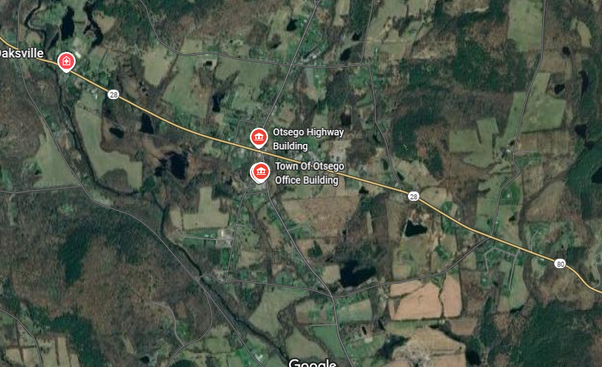 Oaksville
28
Otsego Highway
Building
Town Of Otsego
Office Building
28
80
Google